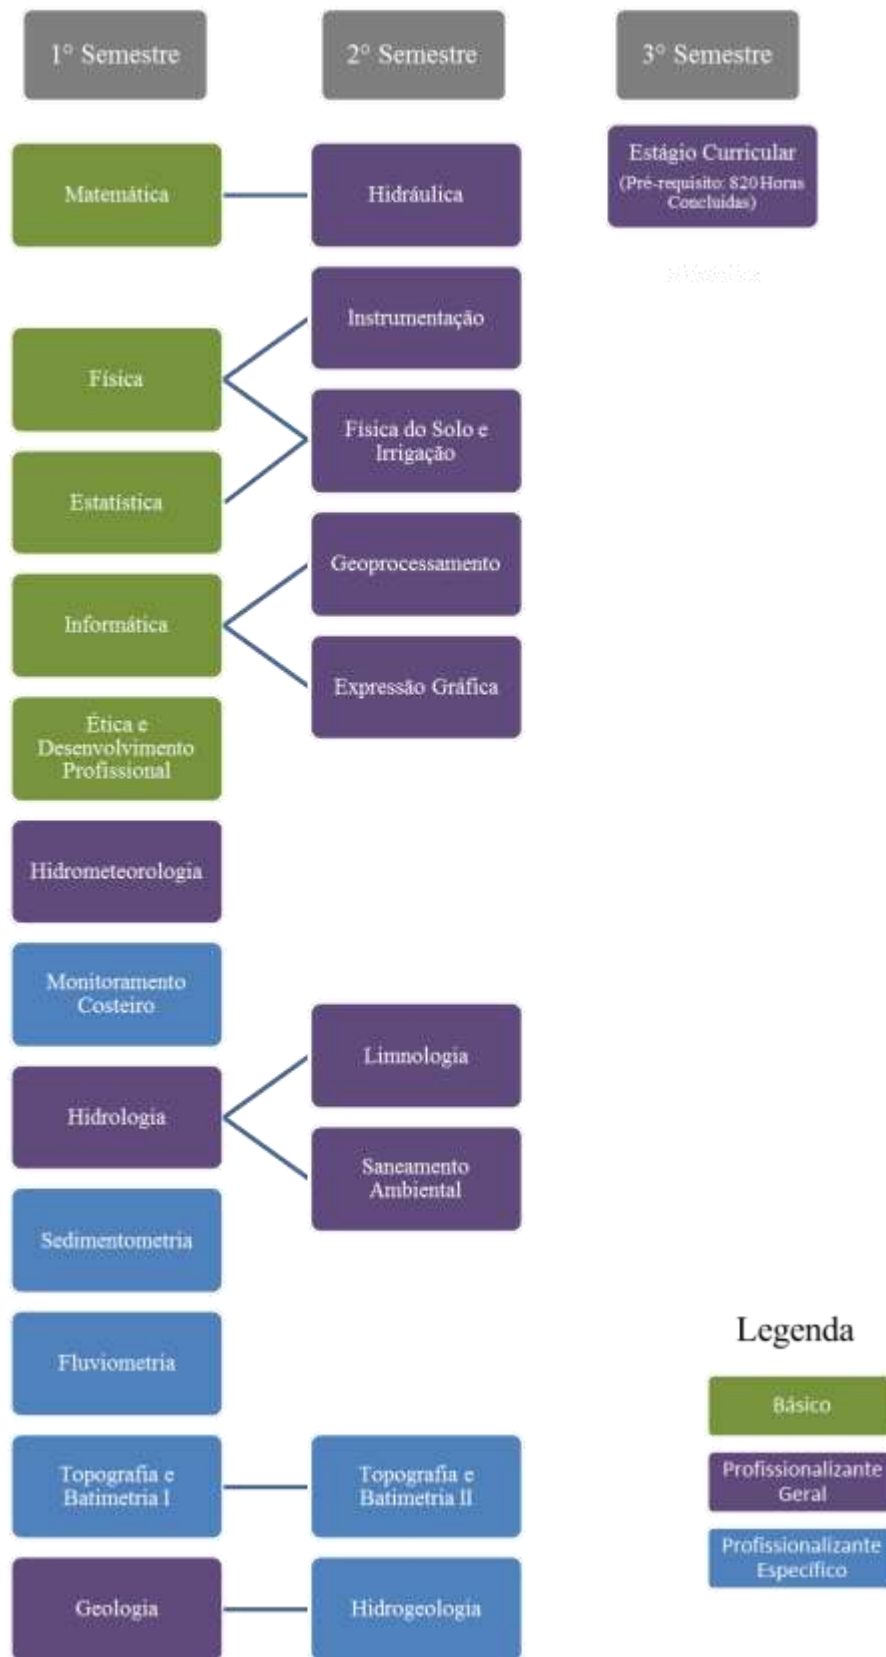 1° Semestre
2° Semestre
3° Semestre
Matemática
Hidráulica
Estágio Curricular
(Pré-requisito: 820 Horas
Concluídas)
Instrumentação
Física
Física do Solo e
Irrigação
Estatística
Geoprocessamento
Informática
Expressão Gráfica
Ética e
Desenvolvimento
Profissional
Hidrometeorologia
Monitoramento
Costeiro
Limnologia
Hidrologia
Saneamento
Ambiental
Sedimentometria
Fluviometria
Legenda
Básico
Topografia e
Batimetria I
Topografia e
Batimetria II
Profissionalizante
Geral
Profissionalizante
Específico
Geologia
Hidrogeologia